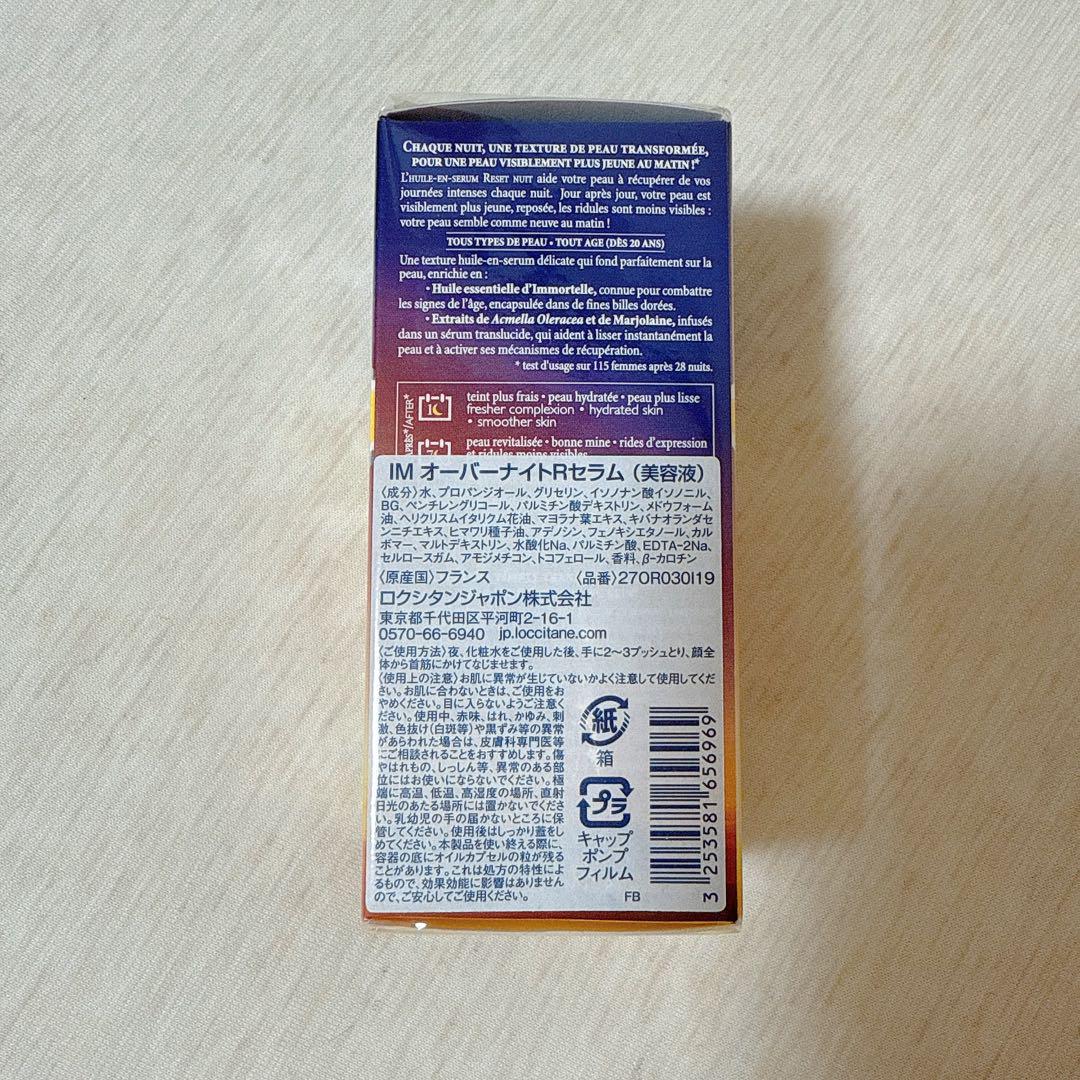 CHAQUE NUIT, UNE TEXTURE DE PEAU TRANSFORMÉE,
POUR UNE PEAU VISIBLEMENT PLUS JEUNE AU MATIN !*
L'HUILE-EN-SERUM RESET NUIT aide votre peau à récupérer de vos
journées intenses chaque nuit. Jour après jour, votre peau est
visiblement plus jeune, reposée, les ridules sont moins visibles :
votre peau semble comme neuve au matin !
TOUS TYPES DE PEAU • TOUT AGE (DÈS 20 ANS)
Une texture huile-en-serum délicate qui fond parfaitement sur la
peau, enrichie en :
• Huile essentielle d'Immortelle, connue pour combattre
les signes de l'âge, encapsulée dans de fines billes dorées.
• Extraits de Acmella Oleracea et de Marjolaine, infusés
dans un sérum translucide, qui aident à lisser instantanément la
peau et à activer ses mécanismes de récupération.
* test d'usage sur 115 femmes après 28 nuits.
APRÈS*/AFTER*
teint plus frais • peau hydratée • peau plus lisse
fresher complexion • hydrated skin
• smoother skin
peau revitalisée • bonne mine • rides d'expression
et ridules moins visibles
IM オーバーナイトRセラム (美容液)
〈成分〉水、プロパンジオール、グリセリン、イソノナン酸イソノニル、
BG、ペンチレングリコール、パルミチン酸デキストリン、メドウフォーム
油、ヘリクリスムイタリクム花油、マヨラナ葉エキス、キバナオランダセ
ンニチエキス、ヒマワリ種子油、アデノシン、フェノキシエタノール、カル
ボマー、マルトデキストリン、水酸化Na、パルミチン酸、EDTA-2Na、
セルロースガム、アモジメチコン、トコフェロール、香料、β-カロチン
〈原産国〉フランス 〈品番〉27OR030I19
ロクシタンジャポン株式会社
東京都千代田区平河町2-16-1
0570-66-6940 jp.loccitane.com
〈ご使用方法〉夜、化粧水をご使用した後、手に2〜3プッシュとり、顔全
体から首筋にかけてなじませます。
〈使用上の注意〉お肌に異常が生じていないかよく注意して使用してくだ
さい。お肌に合わないときは、ご使用をお
やめください。目に入らないようご注意く
ださい。使用中、赤味、はれ、かゆみ、刺
激、色抜け(白斑等)や黒ずみ等の異常
があらわれた場合は、皮膚科専門医等
にご相談されることをおすすめします。傷
やはれもの、しっしん等、異常のある部
位にはお使いにならないでください。極
端に高温、低温、高湿度の場所、直射
日光のあたる場所には置かないでくださ
い。乳幼児の手の届かないところに保
管してください。使用後はしっかり蓋をし
めてください。本製品を使い終える際に、
容器の底にオイルカプセルの粒が残る
ことがあります。これは処方の特性によ
るもので、効果効能に影響はありません
ので、ご安心してご使用ください。
紙
箱
プラ
キャップ
ポンプ
フィルム
FB
3 253581 656969